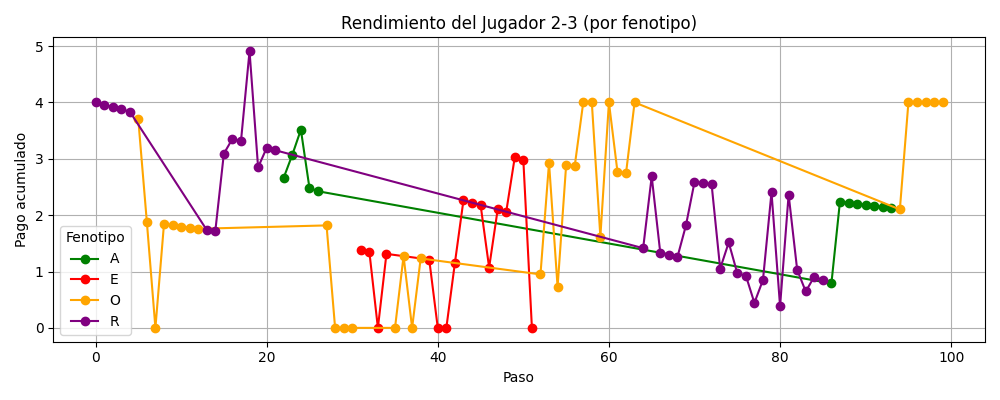 Rendimiento del Jugador 2-3 (por fenotipo)
Pago acumulado
5
4
3
2
1
0
Fenotipo
A
E
O
R
0 20 40 60 80 100
Paso